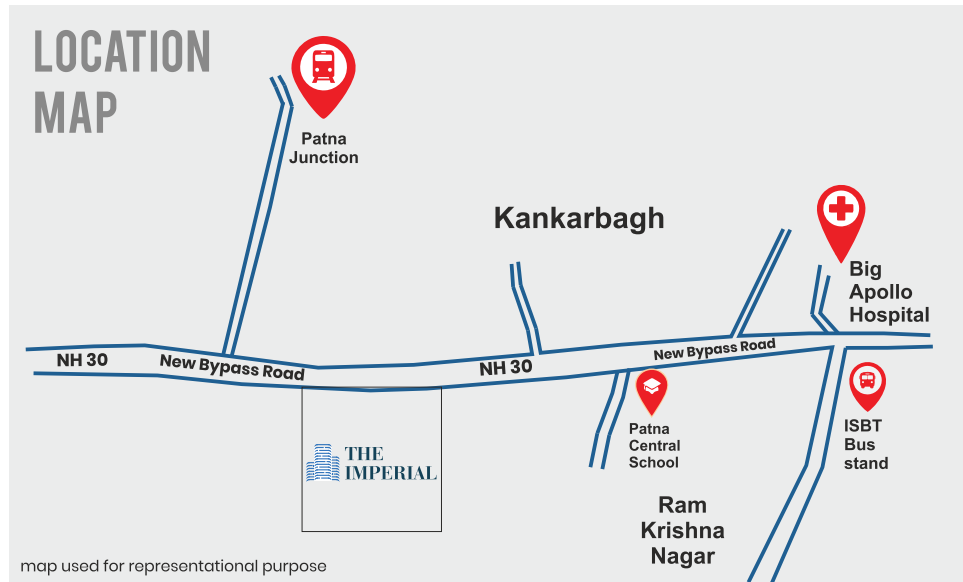 LOCATION
MAP
Patna
Junction
Kankarbagh
Big
Apollo
Hospital
NH 30
New Bypass Road
NH 30
New Bypass Road
THE
IMPERIAL
Patna
Central
School
ISBT
Bus
stand
Ram
Krishna
Nagar
map used for representational purpose